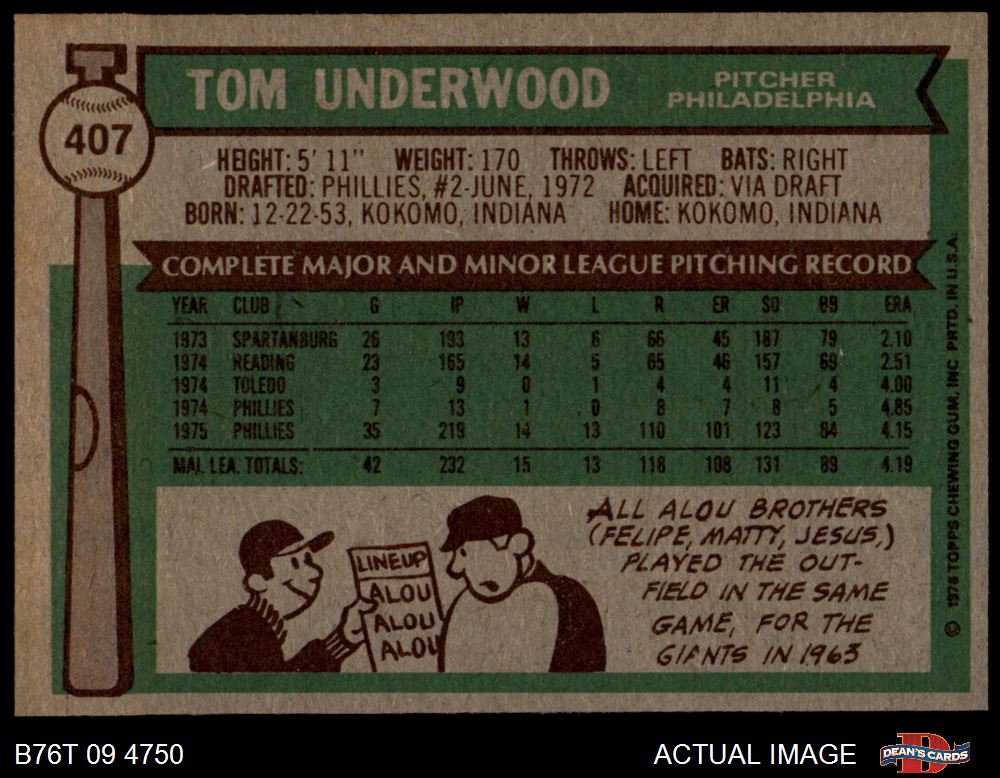 TOM UNDERWOOD
PITCHER
PHILADELPHIA
407
HEIGHT: 5' 11" WEIGHT: 170 THROWS: LEFT BATS: RIGHT
DRAFTED: PHILLIES, #2-JUNE, 1972 ACQUIRED: VIA DRAFT
BORN: 12-22-53, KOKOMO, INDIANA HOME: KOKOMO, INDIANA
COMPLETE MAJOR AND MINOR LEAGUE PITCHING RECORD
YEAR CLUB G IP W L R ER SO BB ERA
1973 SPARTANBURG 26 193 13 6 66 45 187 79 2.10
1974 READING 23 165 14 5 65 46 157 69 2.51
1974 TOLEDO 3 9 0 1 4 4 11 4 4.00
1974 PHILLIES 7 13 1 0 8 7 8 5 4.85
1975 PHILLIES 35 219 14 13 110 101 123 84 4.15
MAJ. LEA. TOTALS: 42 232 15 13 118 108 131 89 4.19
LINEUP
ALOU
ALOU
ALOU
ALL ALOU BROTHERS
(FELIPE, MATTY, JESUS,)
PLAYED THE OUT-
FIELD IN THE SAME
GAME, FOR THE
GIANTS IN 1963
© 1976 TOPPS CHEWING GUM, INC PRTD. IN U.S.A.
B76T 09 4750
ACTUAL IMAGE
DEAN'S CARDS